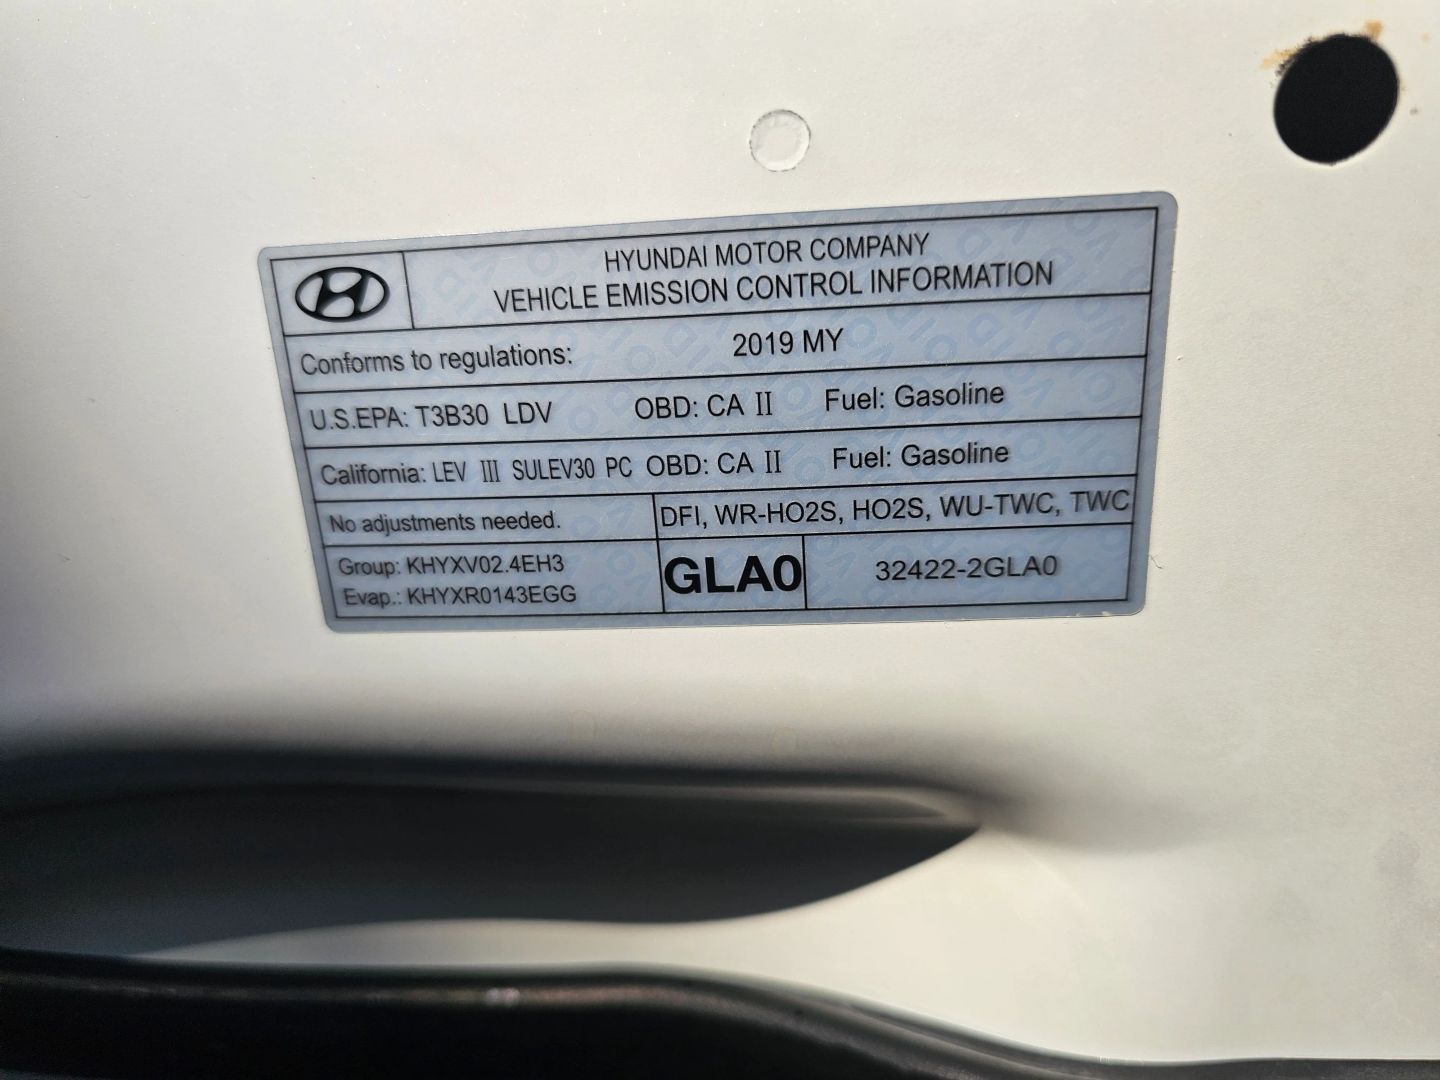 HYUNDAI MOTOR COMPANY
VEHICLE EMISSION CONTROL INFORMATION
Conforms to regulations: 2019 MY
U.S.EPA: T3B30 LDV OBD: CA II Fuel: Gasoline
California: LEV III SULEV30 PC OBD: CA II Fuel: Gasoline
No adjustments needed. DFI, WR-HO2S, HO2S, WU-TWC, TWC
Group: KHYXV02.4EH3
Evap.: KHYXR0143EGG
GLA0 32422-2GLA0